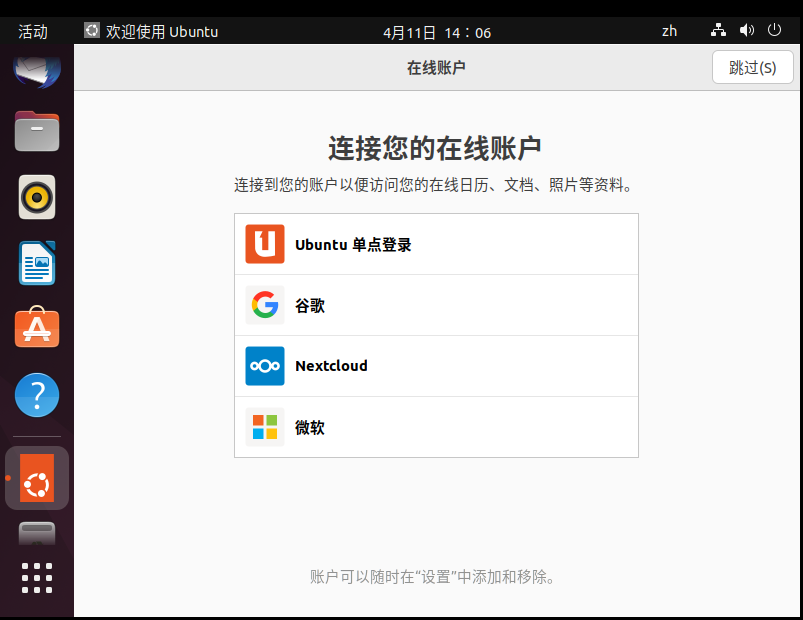 活动
欢迎使用 Ubuntu
4月11日 14：06
zh
在线账户
跳过(S)
连接您的在线账户
连接到您的账户以便访问您的在线日历、文档、照片等资料。
Ubuntu 单点登录
谷歌
Nextcloud
微软
账户可以随时在“设置”中添加和移除。